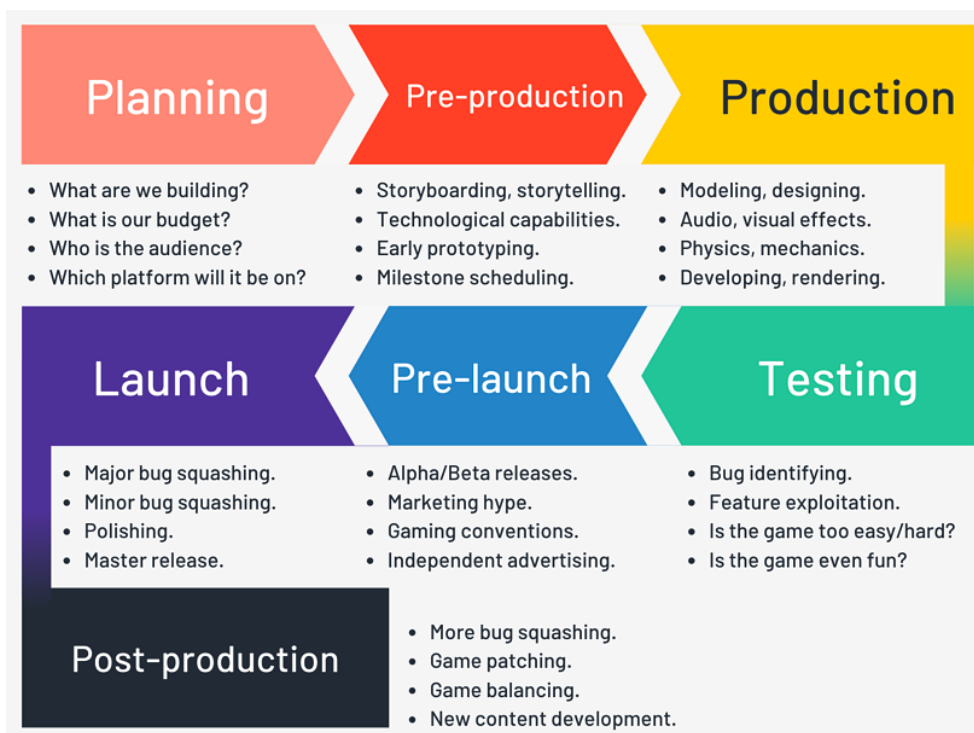 Planning
Pre-production
Production
• What are we building?
• What is our budget?
• Who is the audience?
• Which platform will it be on?
• Storyboarding, storytelling.
• Technological capabilities.
• Early prototyping.
• Milestone scheduling.
• Modeling, designing.
• Audio, visual effects.
• Physics, mechanics.
• Developing, rendering.
Testing
Pre-launch
Launch
• Bug identifying.
• Feature exploitation.
• Is the game too easy/hard?
• Is the game even fun?
• Alpha/Beta releases.
• Marketing hype.
• Gaming conventions.
• Independent advertising.
• Major bug squashing.
• Minor bug squashing.
• Polishing.
• Master release.
Post-production
• More bug squashing.
• Game patching.
• Game balancing.
• New content development.